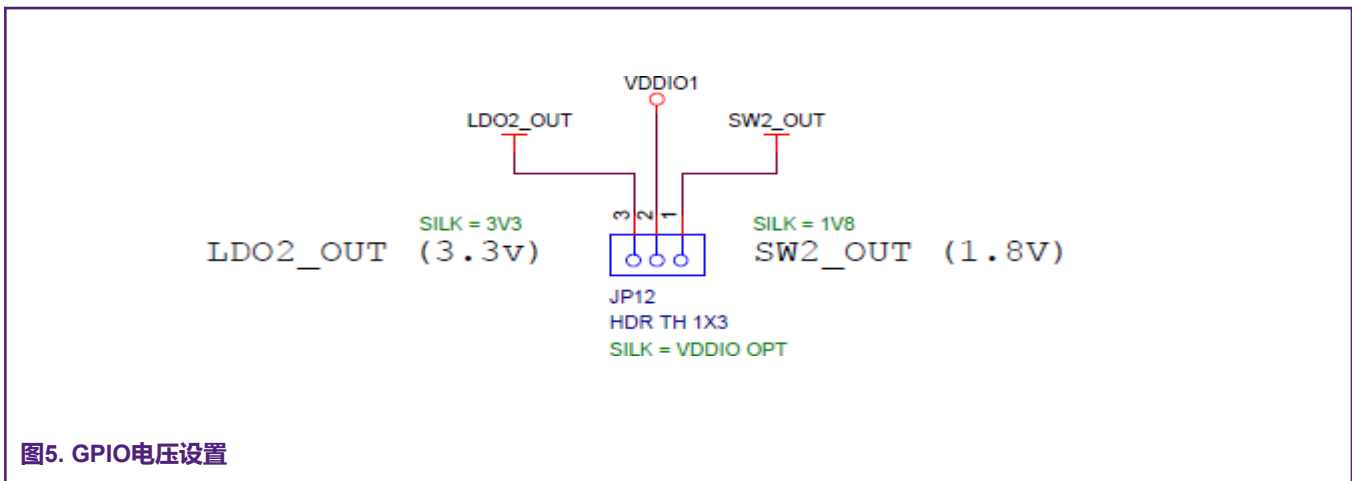 VDDIO1
LDO2_OUT
SW2_OUT
3
2
1
SILK = 3V3
SILK = 1V8
LDO2_OUT (3.3v)
SW2_OUT (1.8V)
JP12
HDR TH 1X3
SILK = VDDIO OPT
图5. GPIO电压设置